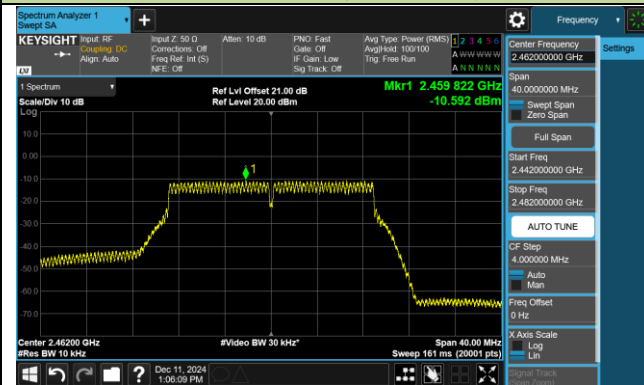 Spectrum Analyzer 1
Swept SA
Frequency
KEYSIGHT
Input: RF
Coupling: DC
Align: Auto
Input Z: 50 Ω
Corrections: Off
Freq Ref: Int (S)
NFE: Off
Atten: 10 dB
PNO: Fast
Gate: Off
IF Gain: Low
Sig Track: Off
Avg Type: Power (RMS)
Avg|Hold: 100/100
Trig: Free Run
1 2 3 4 5 6
A W W W W W
A N N N N N
LXI
1 Spectrum
Scale/Div 10 dB
Log
Ref Lvl Offset 21.00 dB
Ref Level 20.00 dBm
Mkr1 2.459 822 GHz
-10.592 dBm
10.0
0.00
-10.0
-20.0
-30.0
-40.0
-50.0
-60.0
-70.0
1
Center 2.46200 GHz
#Res BW 10 kHz
#Video BW 30 kHz*
Span 40.00 MHz
Sweep 161 ms (20001 pts)
Center Frequency
2.462000000 GHz
Settings
Span
40.0000000 MHz
Swept Span
Zero Span
Full Span
Start Freq
2.442000000 GHz
Stop Freq
2.482000000 GHz
AUTO TUNE
CF Step
4.000000 MHz
Auto
Man
Freq Offset
0 Hz
X Axis Scale
Log
Lin
Signal Track
(Span Zoom)
Dec 11, 2024
1:06:09 PM